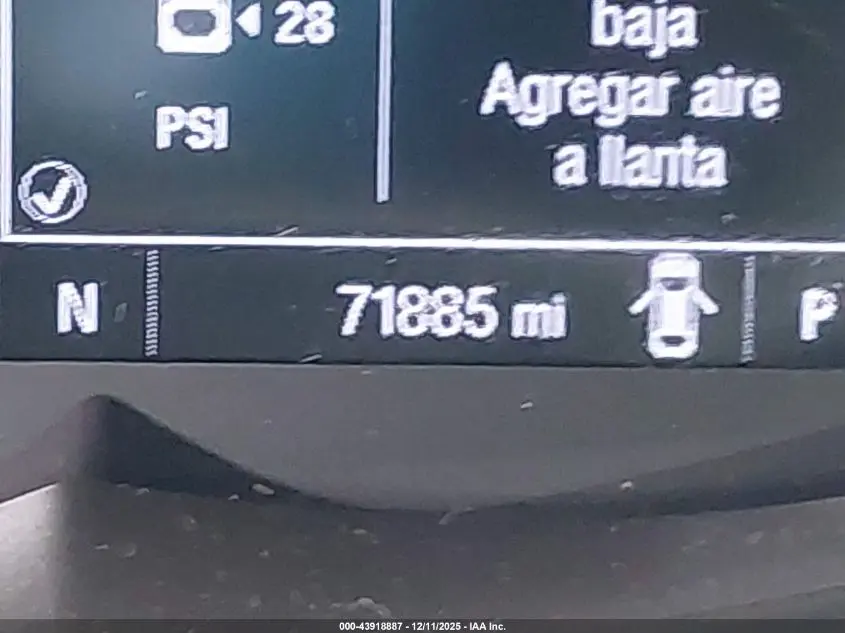 28
baja
Agregar aire
PSI
a llanta
N 71885 mi P
000-43918887 - 12/11/2025 - IAA Inc.